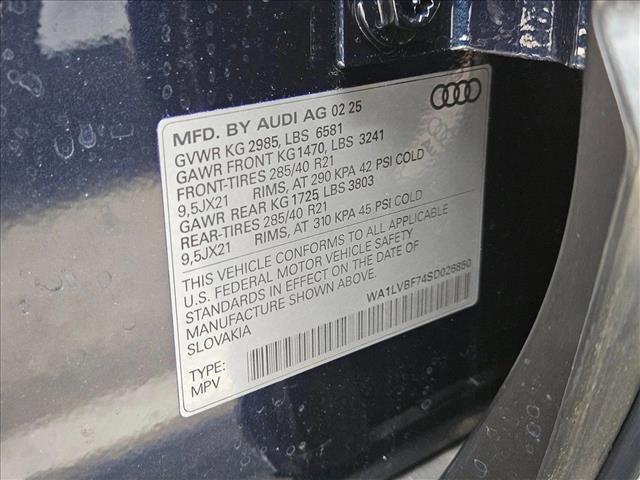 MFD. BY AUDI AG 02 25
GVWR KG 2985, LBS 6581
GAWR FRONT KG1470, LBS 3241
FRONT-TIRES 285/40 R21
9,5JX21 RIMS, AT 290 KPA 42 PSI COLD
GAWR REAR KG 1725, LBS 3803
REAR-TIRES 285/40 R21
9,5JX21 RIMS, AT 310 KPA 45 PSI COLD
THIS VEHICLE CONFORMS TO ALL APPLICABLE
U.S. FEDERAL MOTOR VEHICLE SAFETY
STANDARDS IN EFFECT ON THE DATE OF
MANUFACTURE SHOWN ABOVE.
SLOVAKIA
WA1LVBF74SD026850
TYPE:
MPV